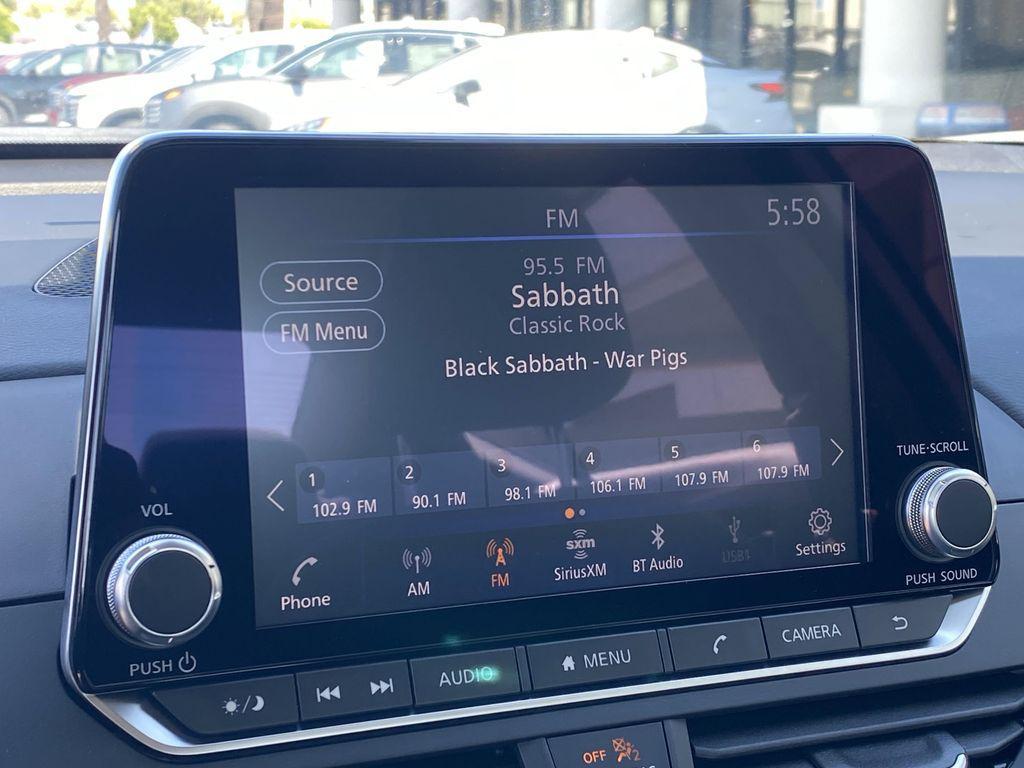 FM
5:58
95.5 FM
Source
Sabbath
FM Menu
Classic Rock
Black Sabbath - War Pigs
1
102.9 FM
2
90.1 FM
3
98.1 FM
4
106.1 FM
5
107.9 FM
6
107.9 FM
Phone
AM
FM
sxm
SiriusXM
BT Audio
USB1
Settings
VOL
PUSH
TUNE·SCROLL
PUSH SOUND
AUDIO
MENU
CAMERA
OFF
2